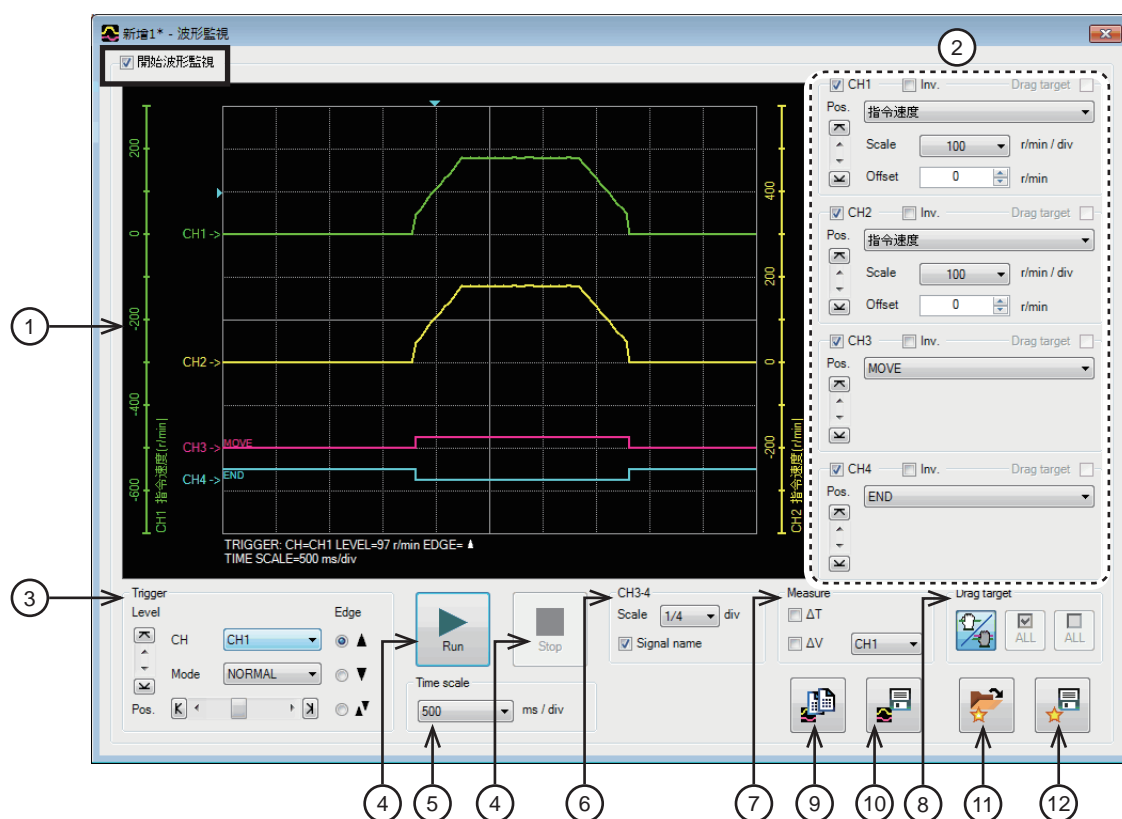 新增1* - 波形監視
開始波形監視
②
CH1 Inv. Drag target
Pos. 指令速度
Scale 100 r/min / div
Offset 0 r/min
CH2 Inv. Drag target
Pos. 指令速度
Scale 100 r/min / div
Offset 0 r/min
CH3 Inv. Drag target
Pos. MOVE
CH4 Inv. Drag target
Pos. END
①
200
0
-200
-400
-600
CH1 指令速度[r/min]
CH1 ->
CH2 ->
CH3 -> MOVE
CH4 -> END
400
200
0
-200
CH2 指令速度[r/min]
TRIGGER: CH=CH1 LEVEL=97 r/min EDGE=
TIME SCALE=500 ms/div
③
Trigger
Level Edge
CH CH1
Mode NORMAL
Pos.
Run
Stop
Time scale
500 ms / div
CH3-4
Scale 1/4 div
Signal name
Measure
ΔT
ΔV CH1
Drag target
ALL ALL
④ ⑤ ④ ⑥ ⑦ ⑨ ⑩ ⑧ ⑪ ⑫